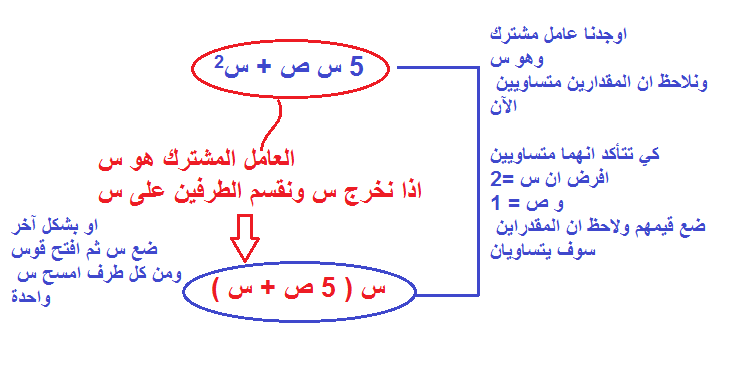 5 س ص + س2
العامل المشترك هو س
اذا نخرج س ونقسم الطرفين على س
س ( 5 ص + س )
اوجدنا عامل مشترك
وهو س
ونلاحظ ان المقدارين متساويين
الآن
كي تتأكد انهما متساويين
افرض ان س =2
و ص = 1
ضع قيمهم ولاحظ ان المقدراين
سوف يتساويان
او بشكل آخر
ضع س ثم افتح قوس
ومن كل طرف امسح س
واحدة